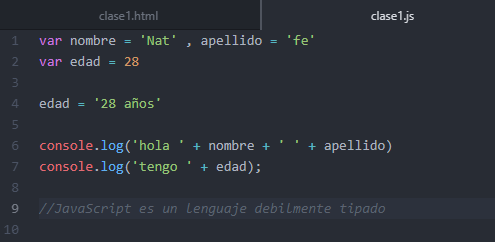 clase1.html clase1.js
1 var nombre = 'Nat' , apellido = 'fe'
2 var edad = 28
3
4 edad = '28 años'
5
6 console.log('hola ' + nombre + ' ' + apellido)
7 console.log('tengo ' + edad);
8
9 //JavaScript es un lenguaje debilmente tipado
10